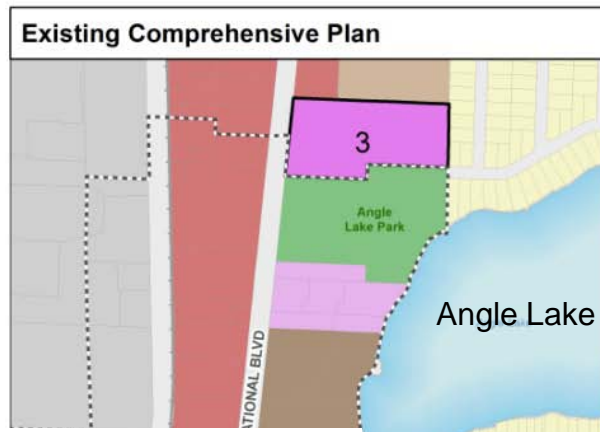 Existing Comprehensive Plan
3
Angle
Lake Park
Angle Lake
ATIONAL BLVD